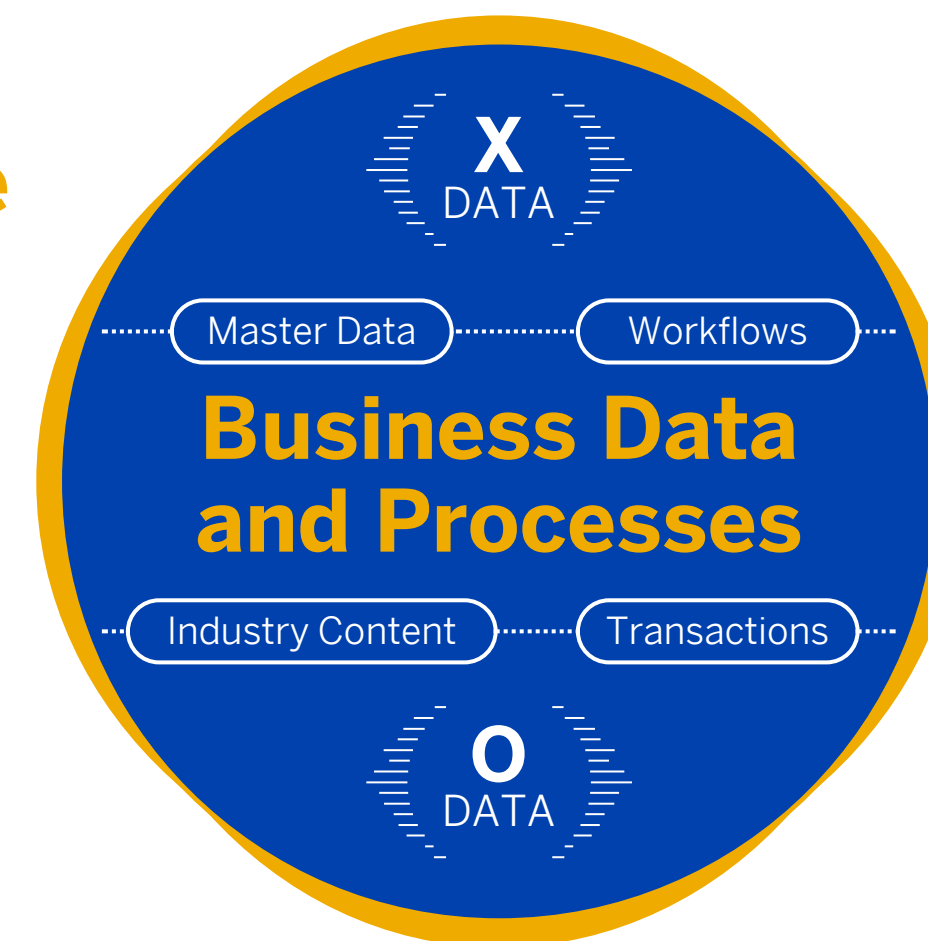 e
X
DATA
Master Data
Workflows
Business Data
and Processes
Industry Content
Transactions
O
DATA